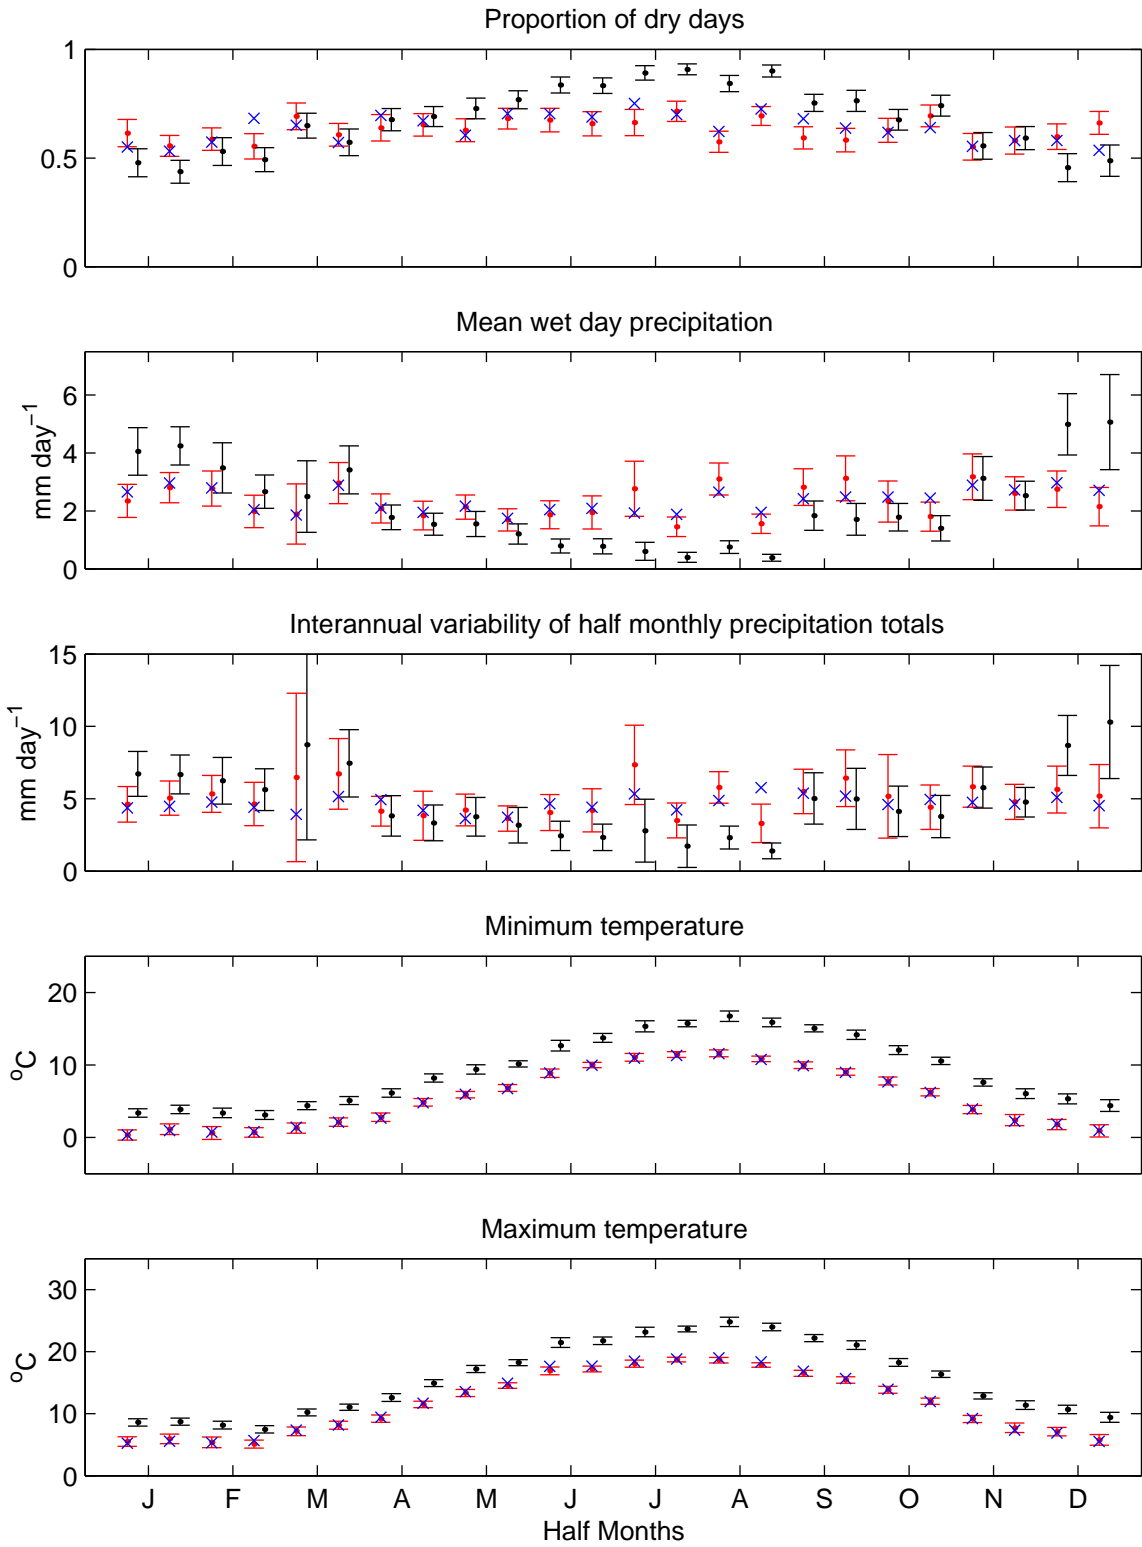 Proportion of dry days
1
0.5
0
Mean wet day precipitation
mm day⁻¹
6
4
2
0
Interannual variability of half monthly precipitation totals
mm day⁻¹
15
10
5
0
Minimum temperature
°C
20
10
0
Maximum temperature
°C
30
20
10
0
J F M A M J J A S O N D
Half Months